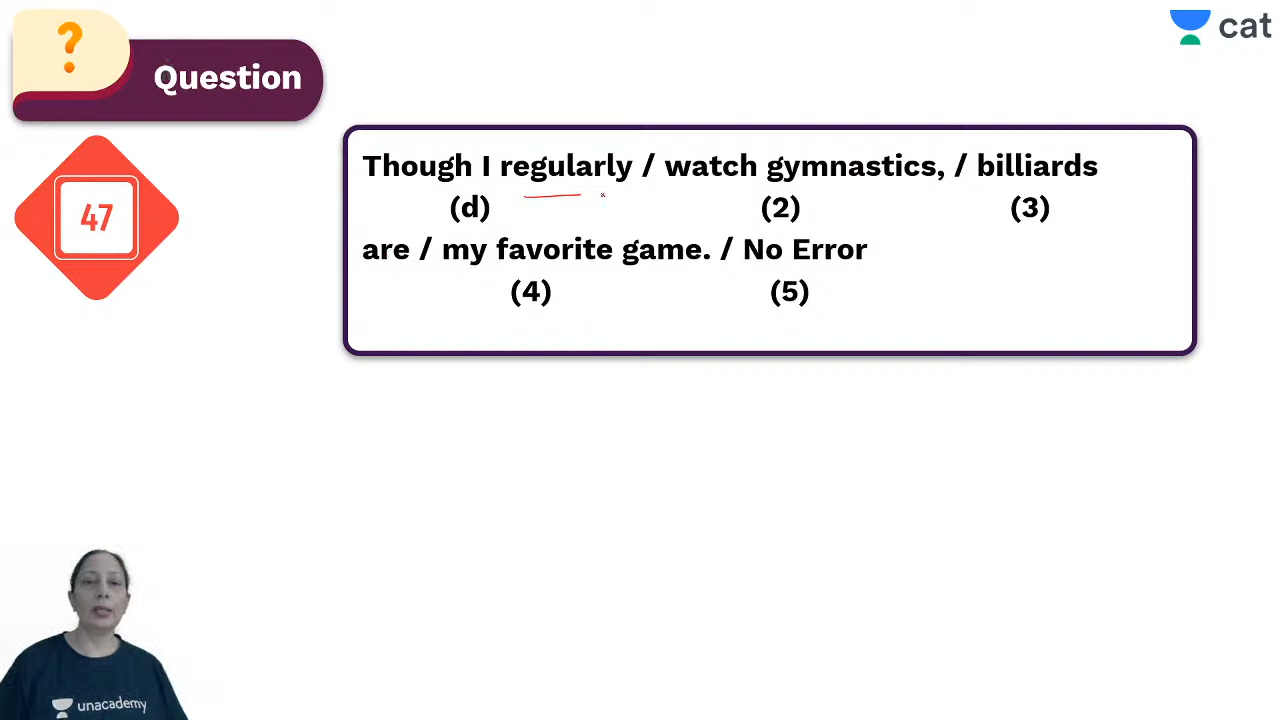 ?
Question
cat
47
Though I regularly / watch gymnastics, / billiards
(d) (2) (3)
are / my favorite game. / No Error
(4) (5)
unacademy